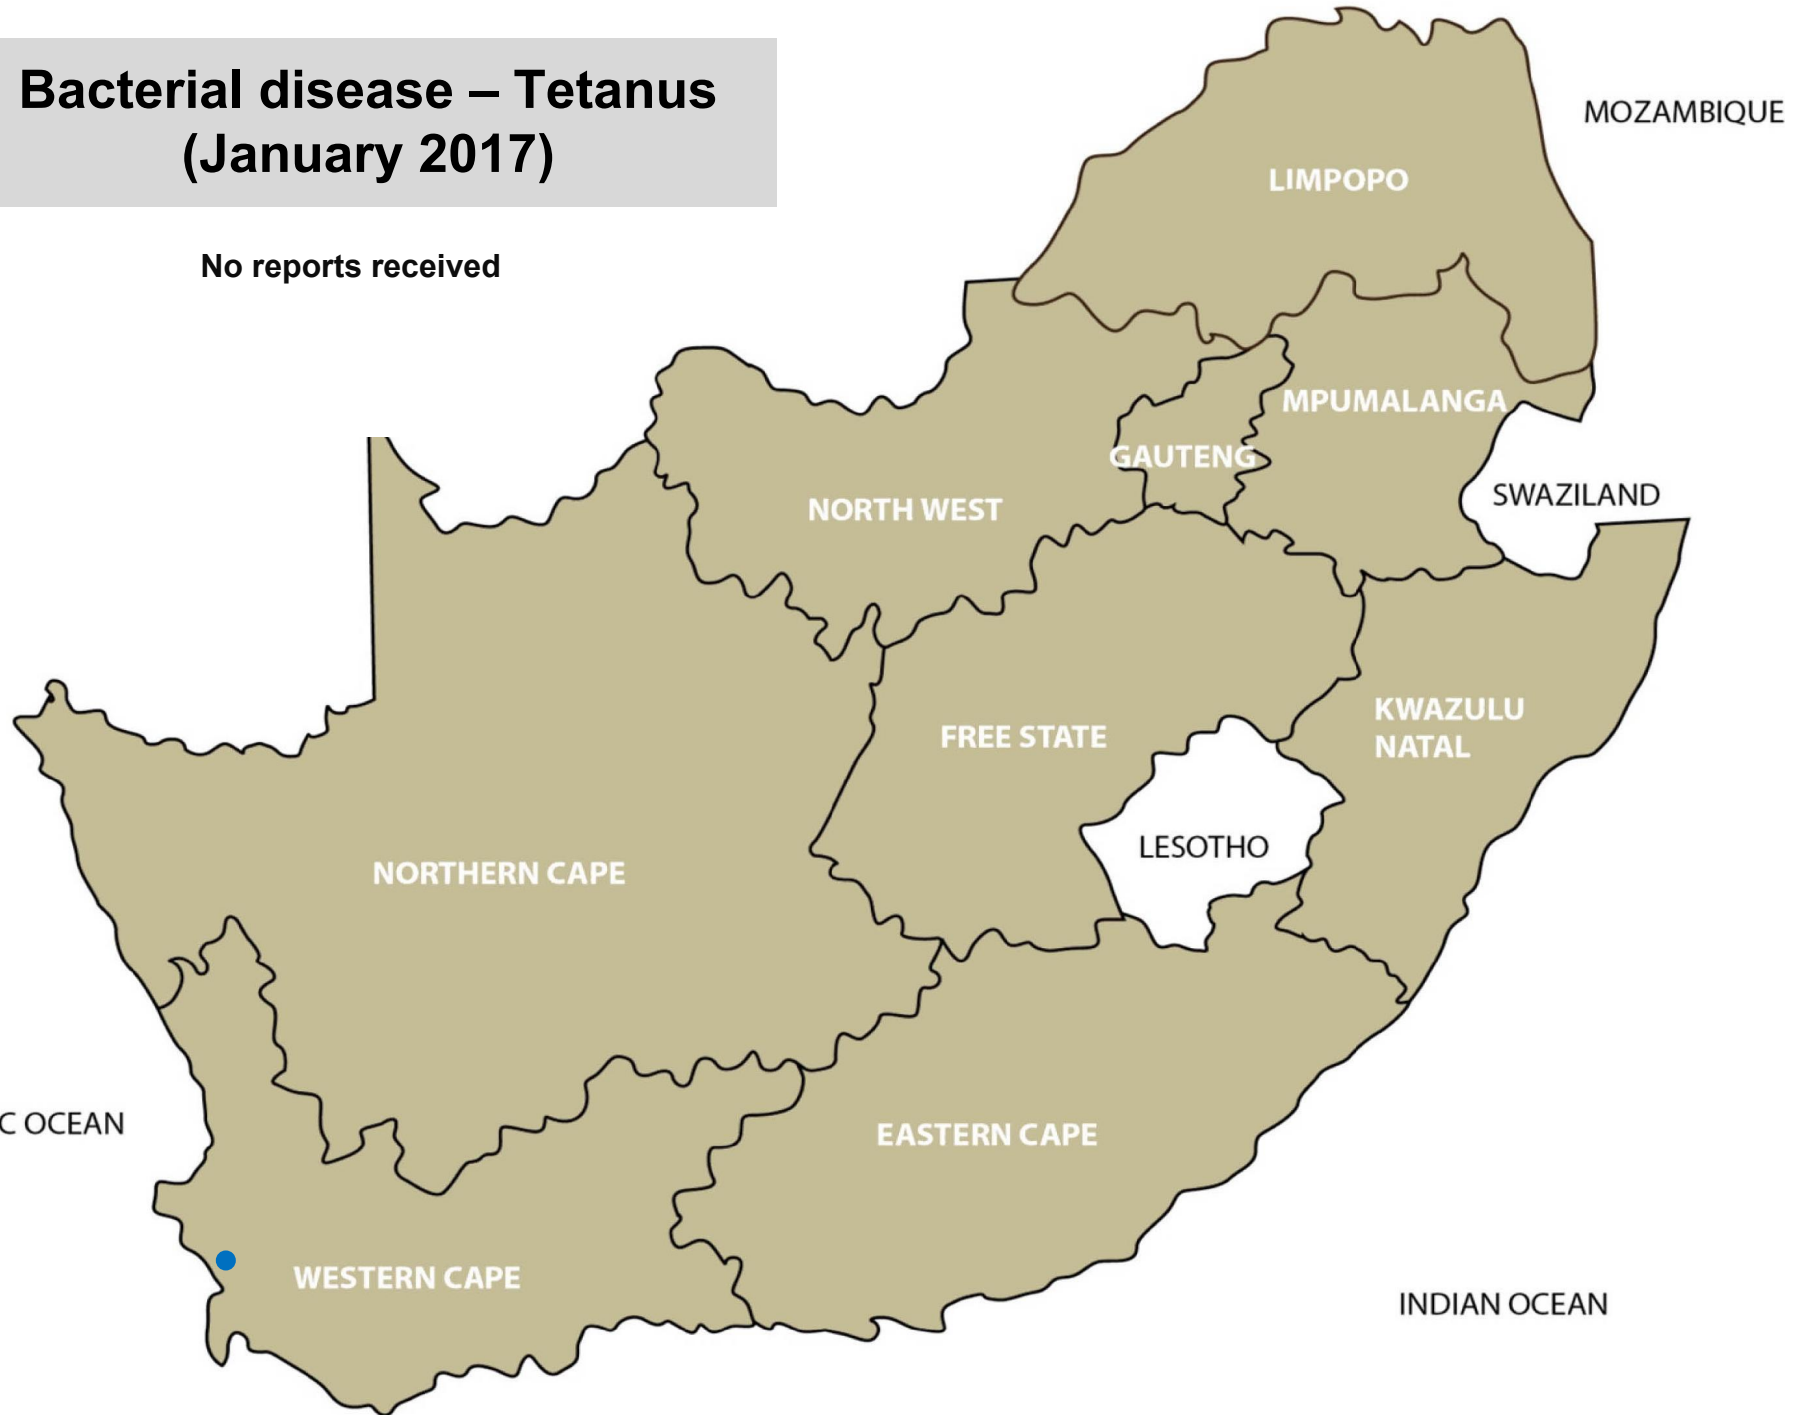 Bacterial disease – Tetanus
(January 2017)
No reports received
MOZAMBIQUE
LIMPOPO
MPUMALANGA
GAUTENG
SWAZILAND
NORTH WEST
KWAZULU
NATAL
FREE STATE
LESOTHO
NORTHERN CAPE
C OCEAN
EASTERN CAPE
WESTERN CAPE
INDIAN OCEAN